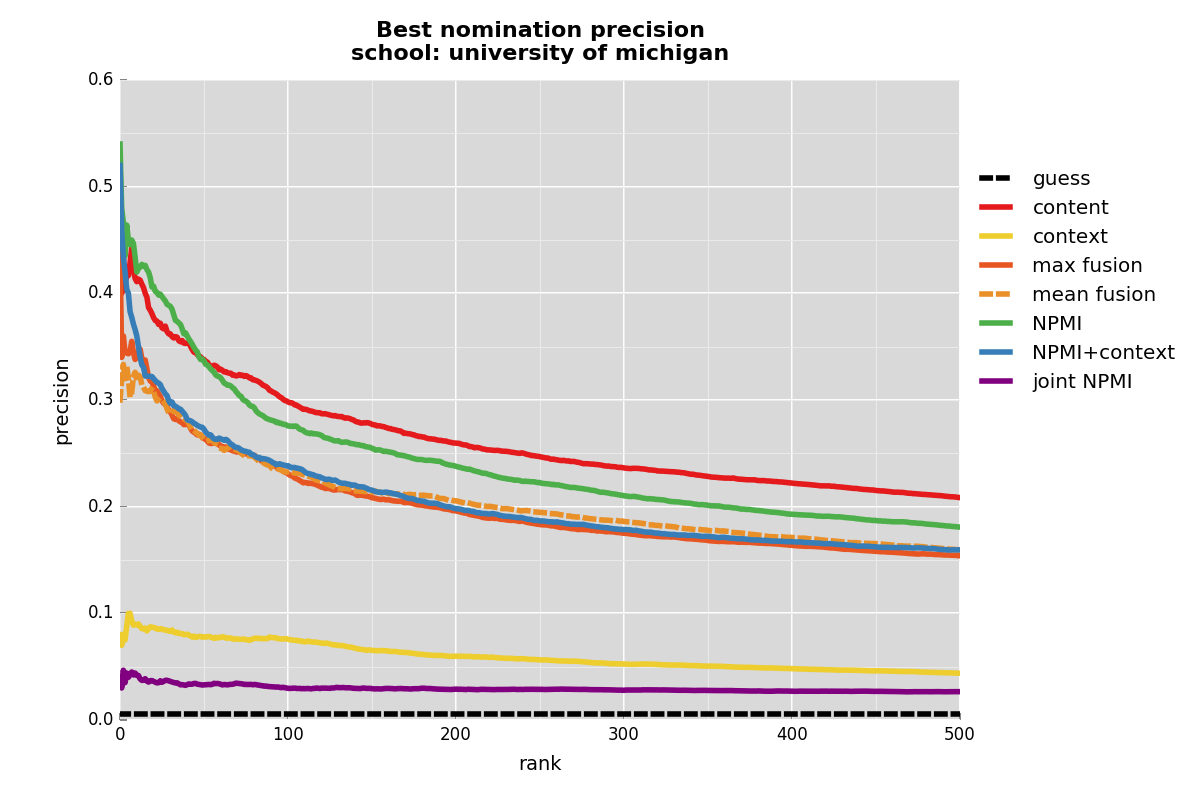 Best nomination precision
school: university of michigan
precision
0.6
0.5
0.4
0.3
0.2
0.1
0.0
0 100 200 300 400 500
rank
guess
content
context
max fusion
mean fusion
NPMI
NPMI+context
joint NPMI